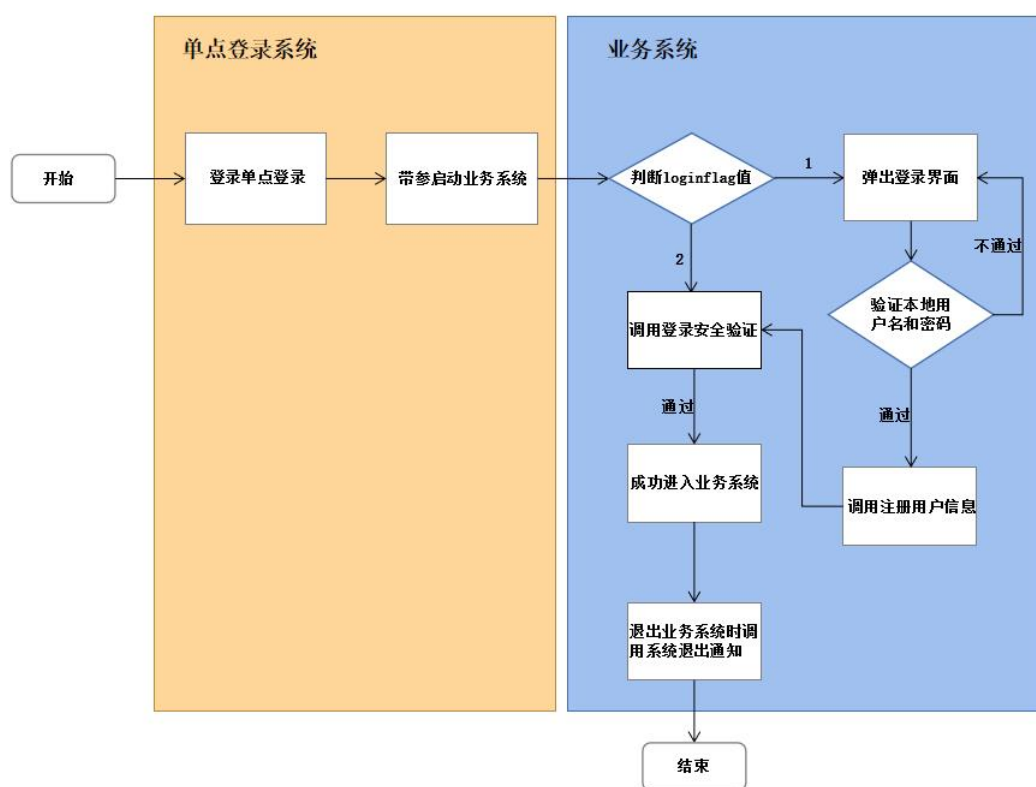 单点登录系统
业务系统
开始
登录单点登录
带参启动业务系统
判断loginflag值
1
弹出登录界面
不通过
2
调用登录安全验证
验证本地用
户名和密码
通过
通过
成功进入业务系统
调用注册用户信息
退出业务系统时调
用系统退出通知
结束